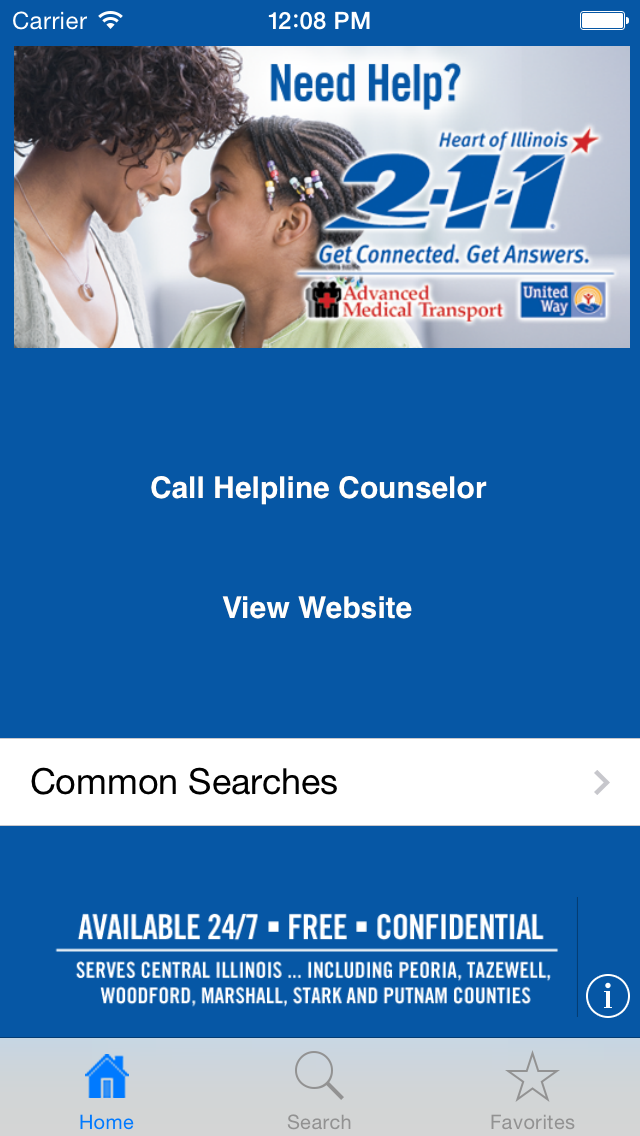 Carrier 12:08 PM
Need Help?
Heart of Illinois
2-1-1
Get Connected. Get Answers.
Advanced
Medical Transport
United
Way
Call Helpline Counselor
View Website
Common Searches
AVAILABLE 24/7 ▪ FREE ▪ CONFIDENTIAL
SERVES CENTRAL ILLINOIS ... INCLUDING PEORIA, TAZEWELL,
WOODFORD, MARSHALL, STARK AND PUTNAM COUNTIES
i
Home Search Favorites